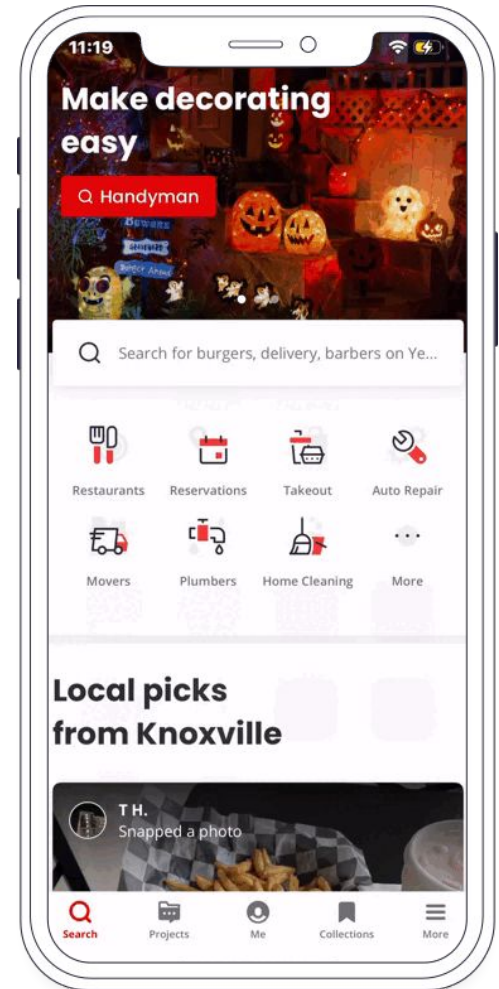 11:19
Make decorating
easy
Handyman
BEWARE
Search for burgers, delivery, barbers on Ye...
Restaurants
Reservations
Takeout
Auto Repair
Movers
Plumbers
Home Cleaning
More
Local picks
from Knoxville
T H.
Snapped a photo
Search
Projects
Me
Collections
More